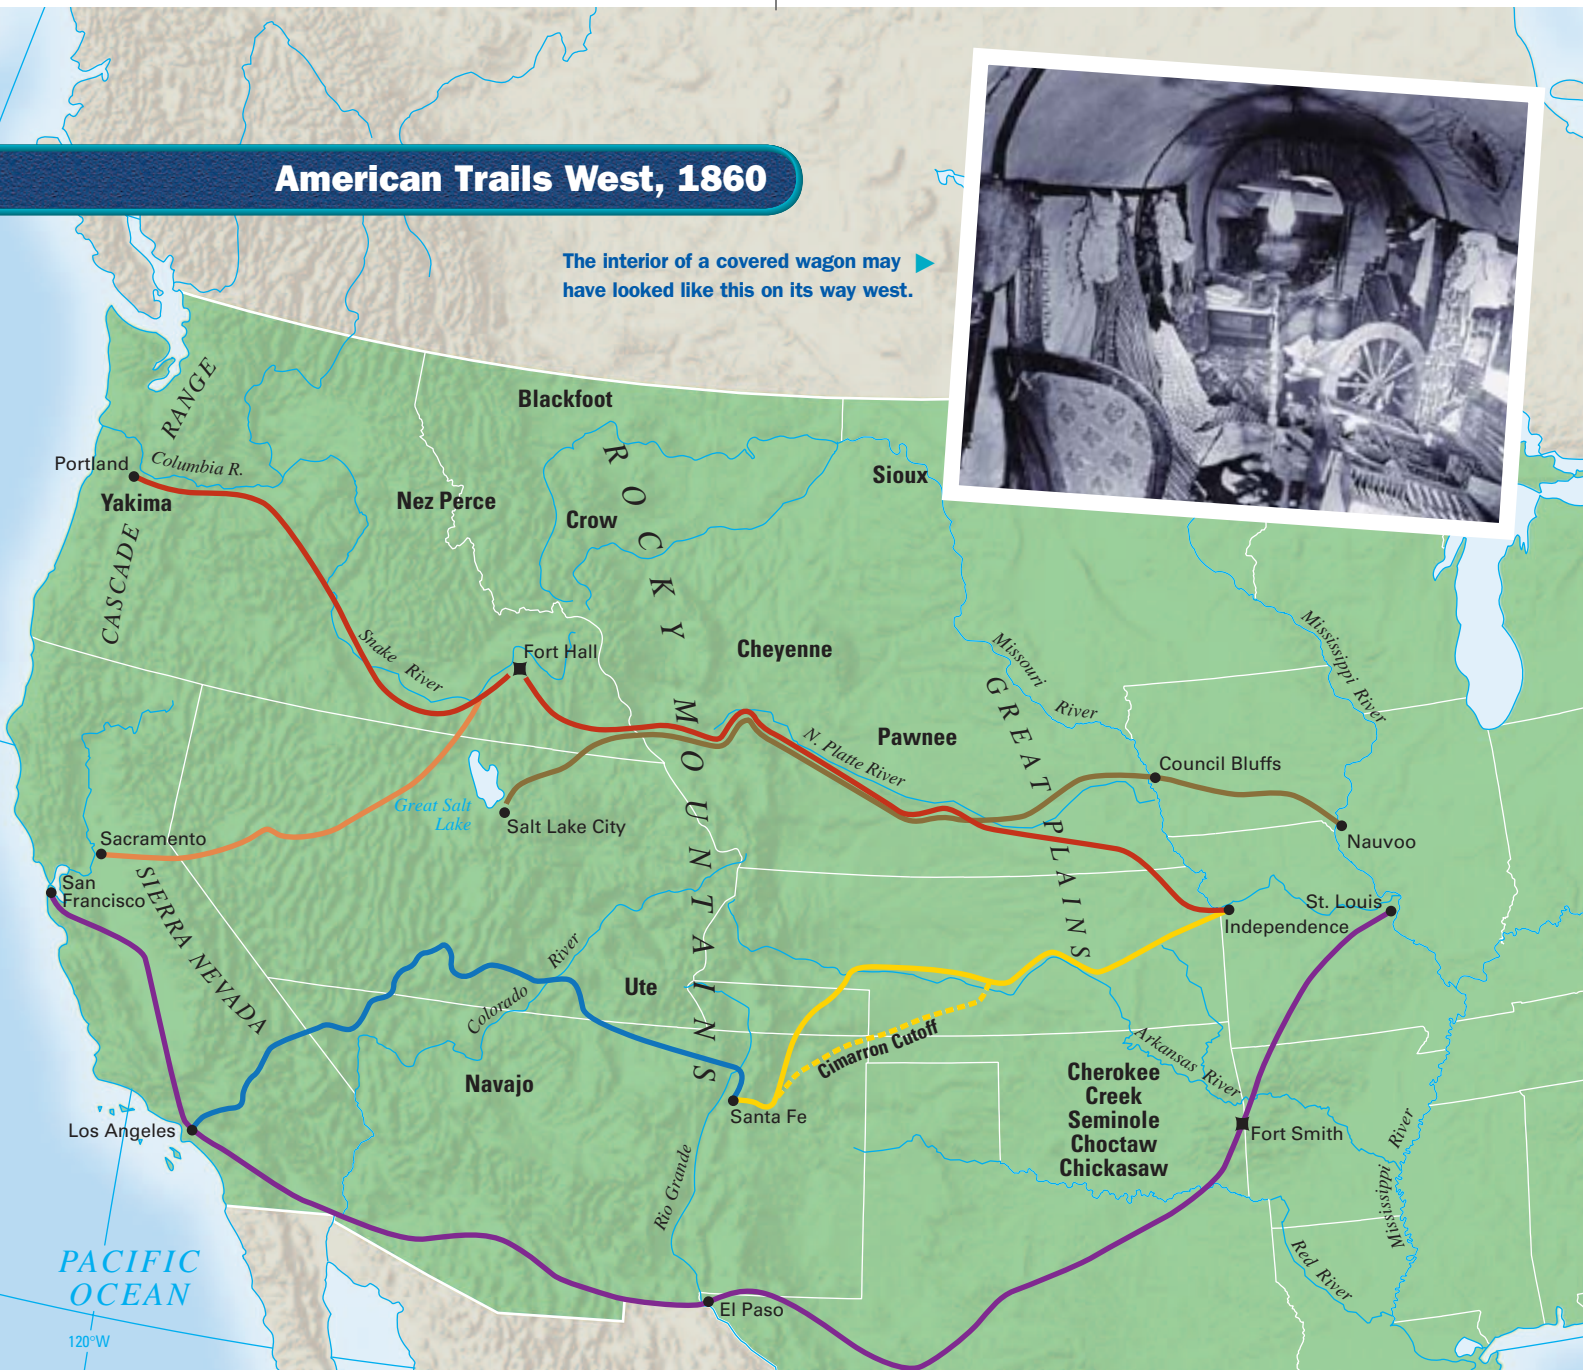 American Trails West, 1860
The interior of a covered wagon may
have looked like this on its way west.
RANGE
Blackfoot
ROCKY MOUNTAINS
Portland
Columbia R.
Sioux
Yakima
Nez Perce
Crow
CASCADE
Snake River
Fort Hall
Cheyenne
Missouri
River
Mississippi River
GREAT PLAINS
N. Platte River
Pawnee
Council Bluffs
Great Salt
Lake
Salt Lake City
Sacramento
Nauvoo
San
Francisco
SIERRA NEVADA
St. Louis
Independence
Colorado
River
Ute
Cimarron Cutoff
Arkansas River
Navajo
Cherokee
Creek
Seminole
Choctaw
Chickasaw
Santa Fe
Los Angeles
Fort Smith
Mississippi River
Rio Grande
Red River
PACIFIC
OCEAN
El Paso
120°W